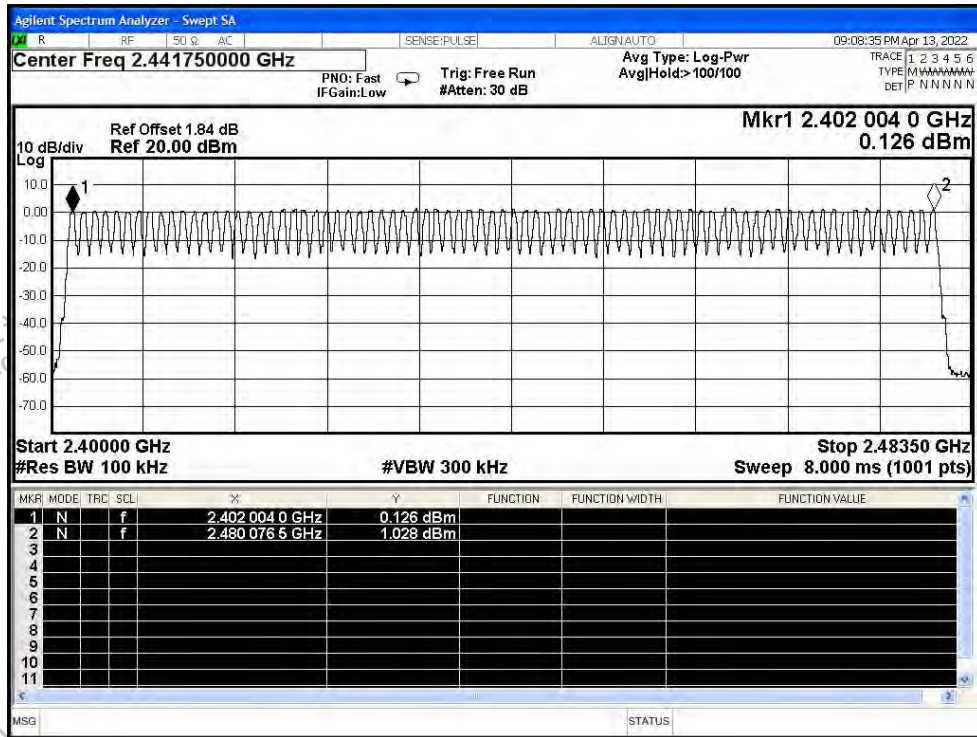 Agilent Spectrum Analyzer - Swept SA
LXI R RF 50 Ω AC SENSE:PULSE ALIGN AUTO 09:08:35 PM Apr 13, 2022
Center Freq 2.441750000 GHz
PNO: Fast
IFGain:Low
Trig: Free Run
#Atten: 30 dB
Avg Type: Log-Pwr
Avg|Hold:>100/100
TRACE 1 2 3 4 5 6
TYPE MWWWWW
DET P N N N N N
Ref Offset 1.84 dB
Ref 20.00 dBm
10 dB/div
Log
Mkr1 2.402 004 0 GHz
0.126 dBm
10.0
0.00
-10.0
-20.0
-30.0
-40.0
-50.0
-60.0
-70.0
1
2
Start 2.40000 GHz
#Res BW 100 kHz
#VBW 300 kHz
Stop 2.48350 GHz
Sweep 8.000 ms (1001 pts)
MKR MODE TRC SCL X Y FUNCTION FUNCTION WIDTH FUNCTION VALUE
1 N f 2.402 004 0 GHz 0.126 dBm
2 N f 2.480 076 5 GHz 1.028 dBm
3
4
5
6
7
8
9
10
11
MSG STATUS